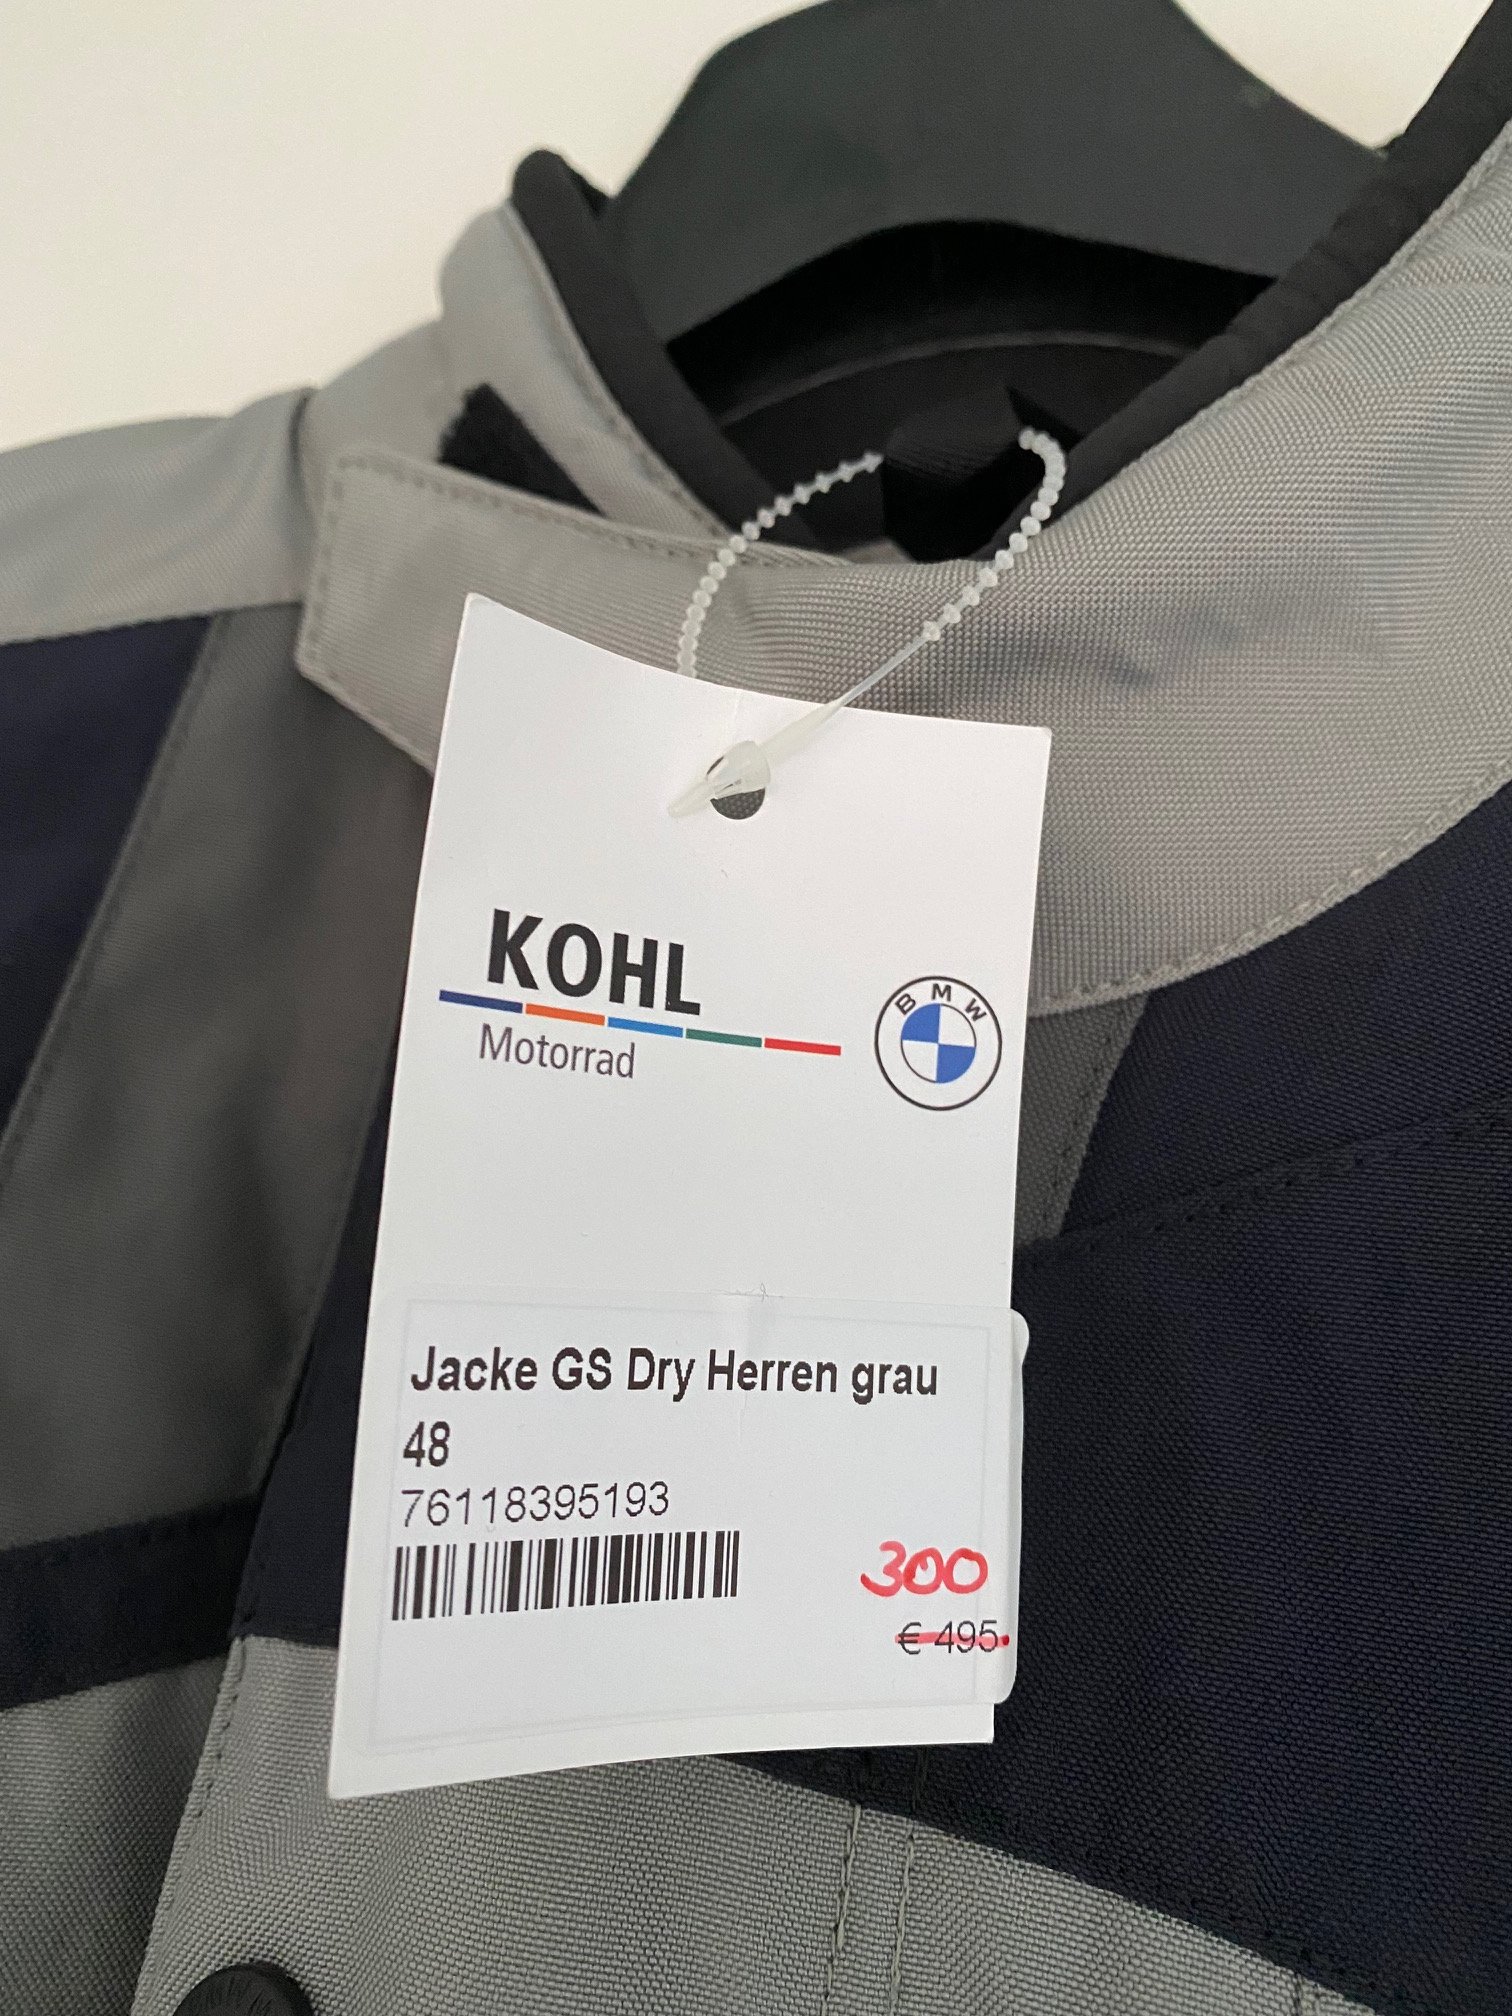 KOHL
Motorrad
BMW
Jacke GS Dry Herren grau
48
76118395193
300
€ 495.